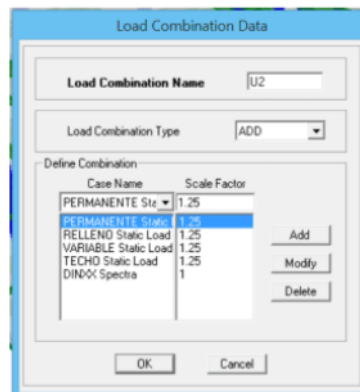 Load Combination Data
Load Combination Name U2
Load Combination Type ADD
Define Combination
Case Name Scale Factor
PERMANENTE Sta 1.25
PERMANENTE Static 1.25
RELLENO Static Load 1.25
VARIABLE Static Load 1.25
TECHO Static Load 1.25
DINXX Spectra 1
Add
Modify
Delete
OK Cancel